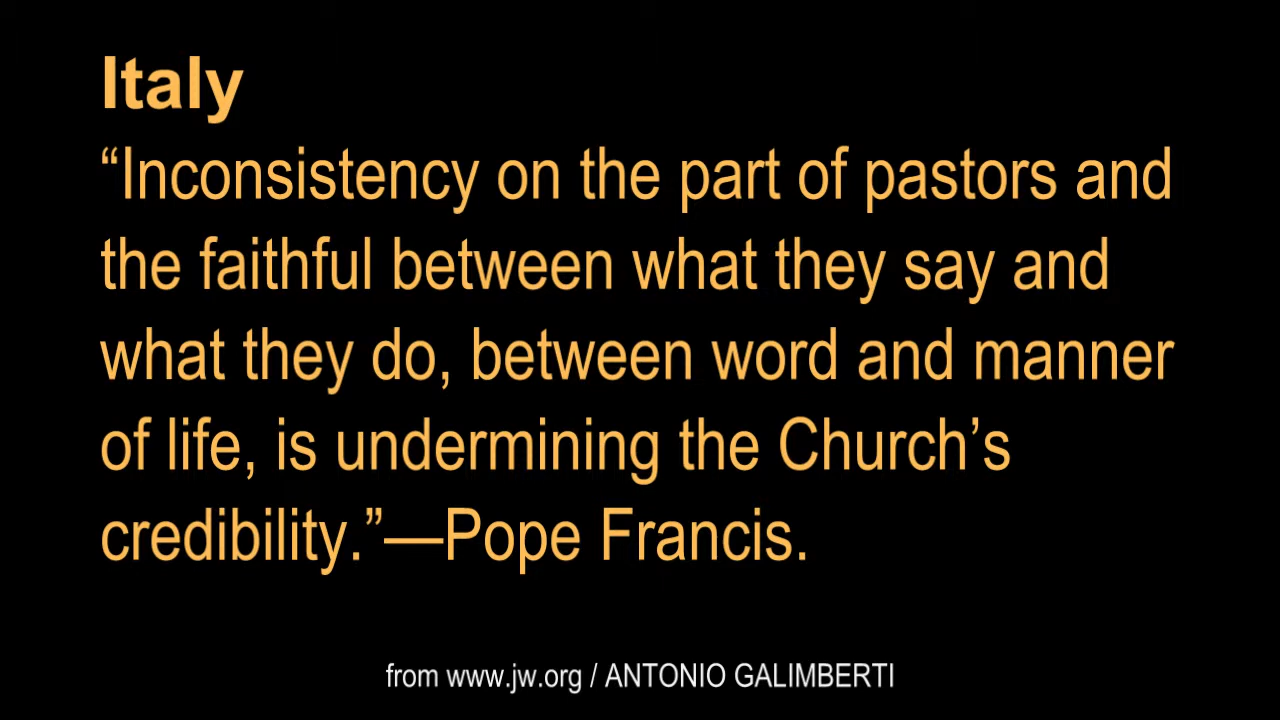 Italy
“Inconsistency on the part of pastors and
the faithful between what they say and
what they do, between word and manner
of life, is undermining the Church’s
credibility.”—Pope Francis.
from www.jw.org / ANTONIO GALIMBERTI